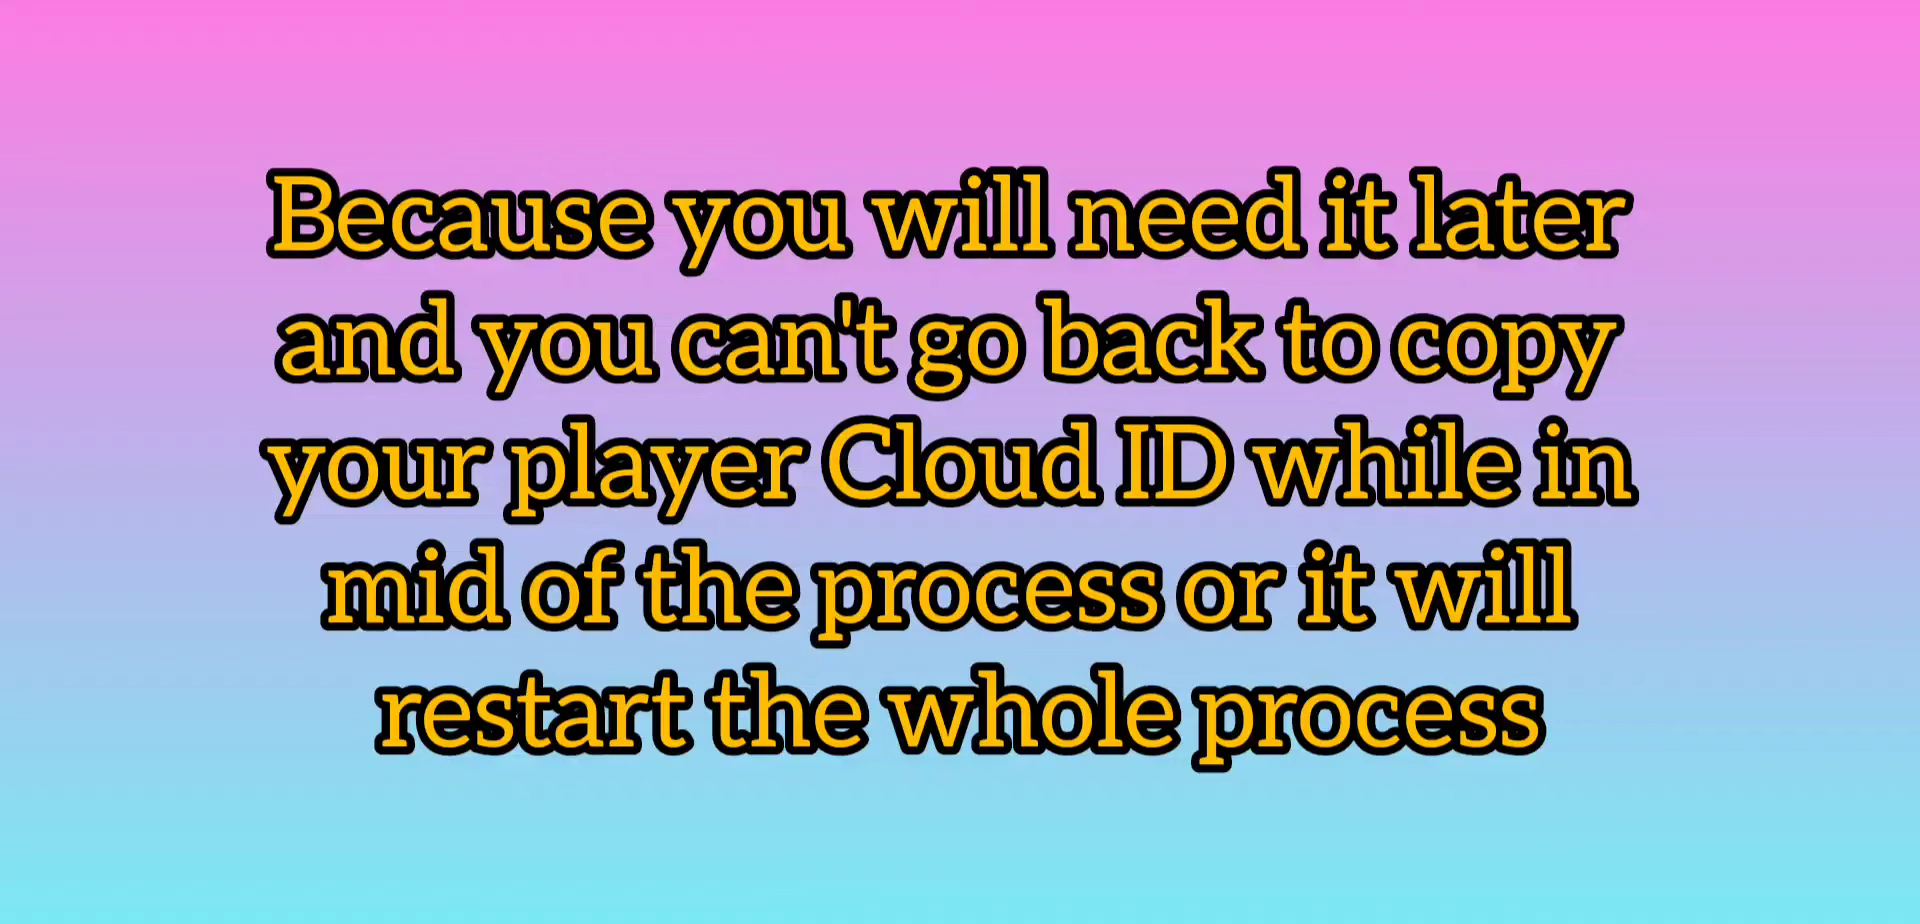 Because you will need it later
and you can't go back to copy
your player Cloud ID while in
mid of the process or it will
restart the whole process